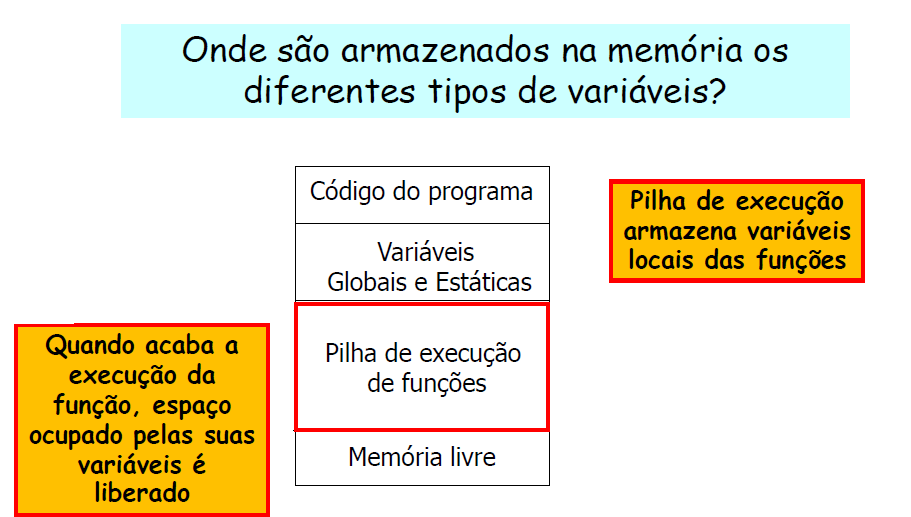 Onde são armazenados na memória os
diferentes tipos de variáveis?
Código do programa
Variáveis
Globais e Estáticas
Pilha de execução
de funções
Memória livre
Pilha de execução
armazena variáveis
locais das funções
Quando acaba a
execução da
função, espaço
ocupado pelas suas
variáveis é
liberado